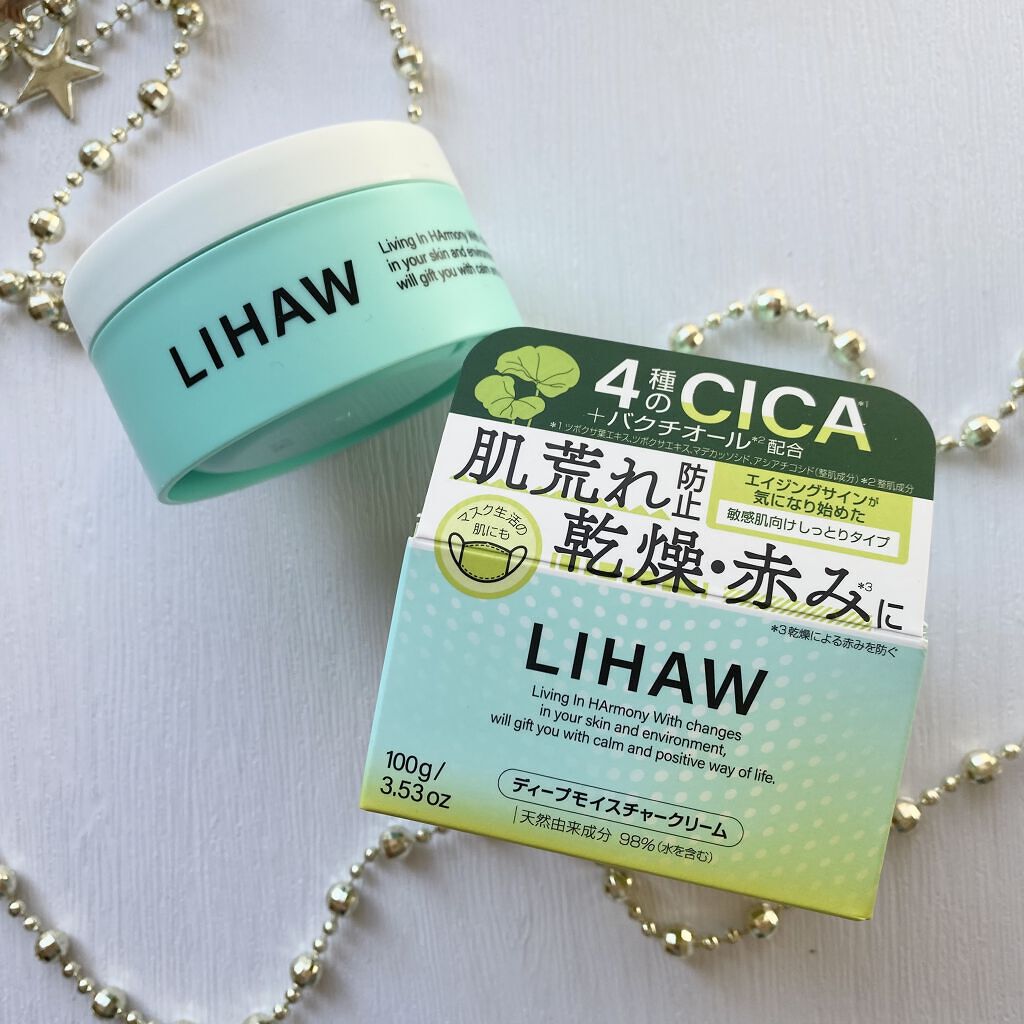 LIHAW
Living In HArmony With
in your skin and environm
will gift you with calm
4種のCICA*1
+バクチオール*2配合
*1 ツボクサ葉エキス、ツボクサエキス、マデカッソシド、アシアチコシド(整肌成分) *2 整肌成分
肌荒れ防止
エイジングサインが
気になり始めた
敏感肌向けしっとりタイプ
マスク生活の
肌にも
乾燥・赤み*3に
*3 乾燥による赤みを防ぐ
LIHAW
Living In HArmony With changes
in your skin and environment,
will gift you with calm and positive way of life.
100g/
3.53oz
ディープモイスチャークリーム
天然由来成分 98%(水を含む)